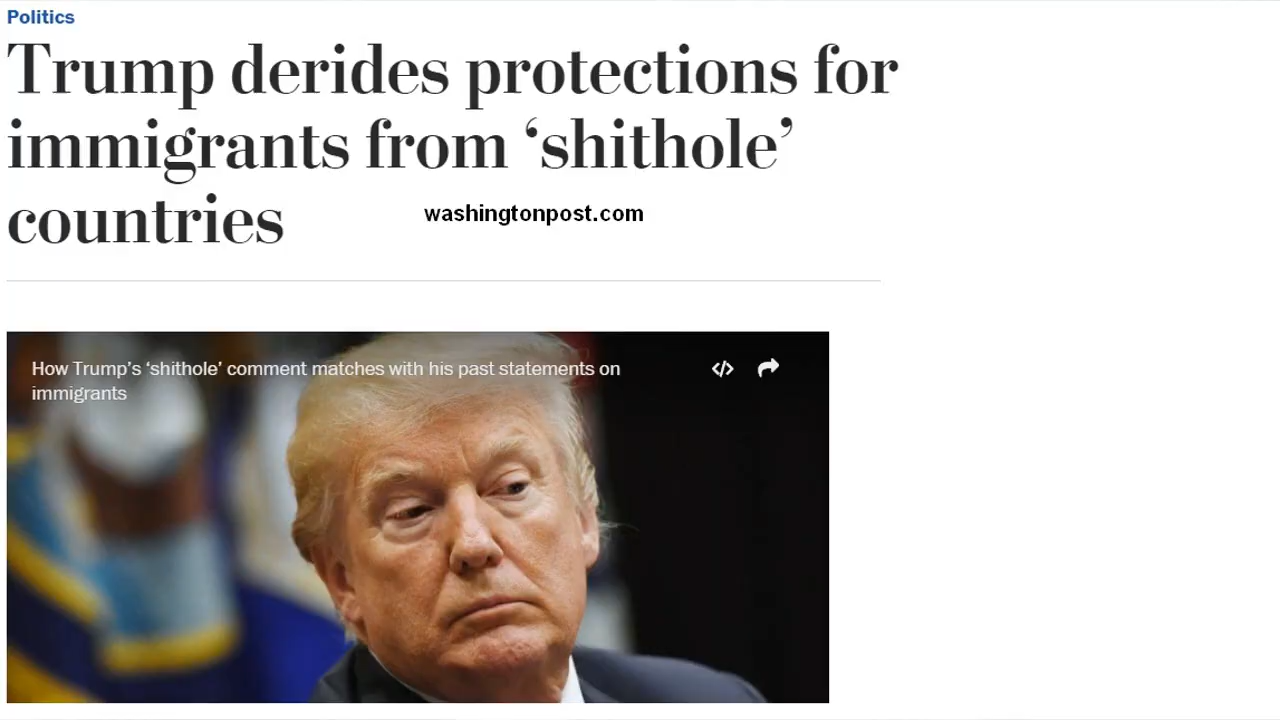 Politics
Trump derides protections for
immigrants from ‘shithole’
countries
washingtonpost.com
How Trump’s ‘shithole’ comment matches with his past statements on
immigrants